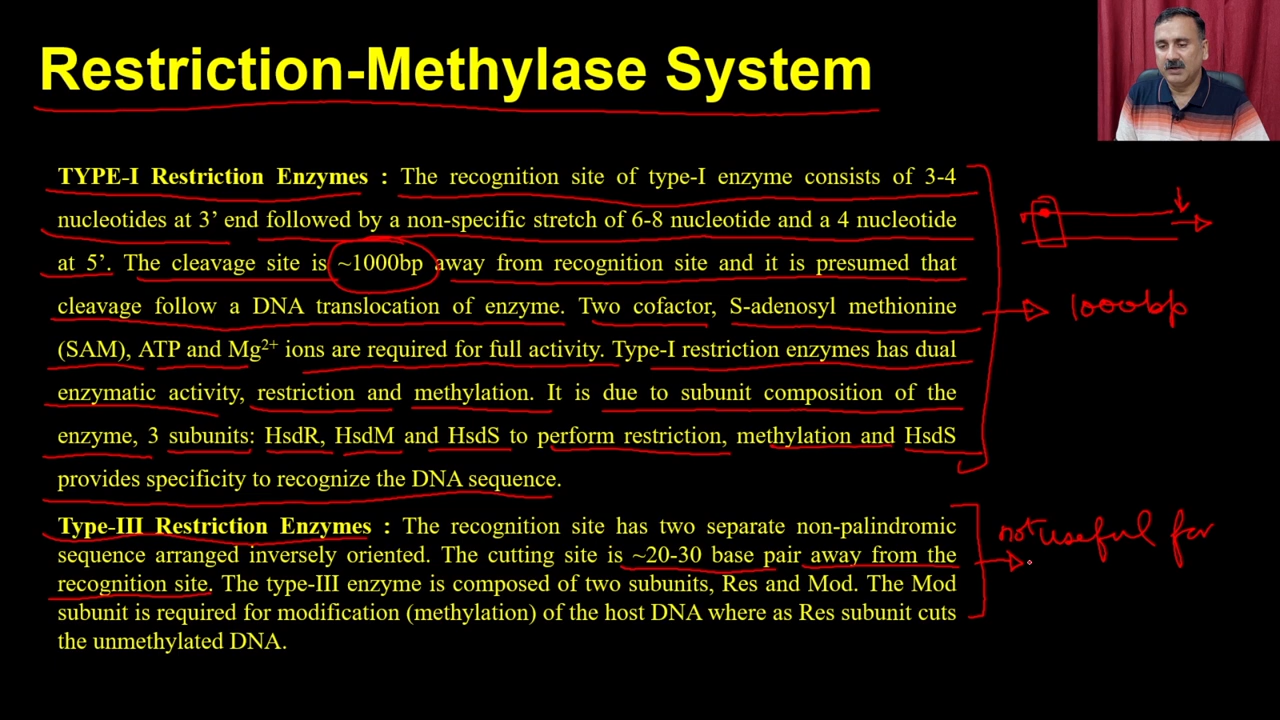 Restriction-Methylase System
TYPE-I Restriction Enzymes : The recognition site of type-I enzyme consists of 3-4
nucleotides at 3’ end followed by a non-specific stretch of 6-8 nucleotide and a 4 nucleotide
at 5’. The cleavage site is ~1000bp away from recognition site and it is presumed that
cleavage follow a DNA translocation of enzyme. Two cofactor, S-adenosyl methionine
(SAM), ATP and Mg²⁺ ions are required for full activity. Type-I restriction enzymes has dual
enzymatic activity, restriction and methylation. It is due to subunit composition of the
enzyme, 3 subunits: HsdR, HsdM and HsdS to perform restriction, methylation and HsdS
provides specificity to recognize the DNA sequence.
1000bp
Type-III Restriction Enzymes : The recognition site has two separate non-palindromic
sequence arranged inversely oriented. The cutting site is ~20-30 base pair away from the
recognition site. The type-III enzyme is composed of two subunits, Res and Mod. The Mod
subunit is required for modification (methylation) of the host DNA where as Res subunit cuts
the unmethylated DNA.
not useful for